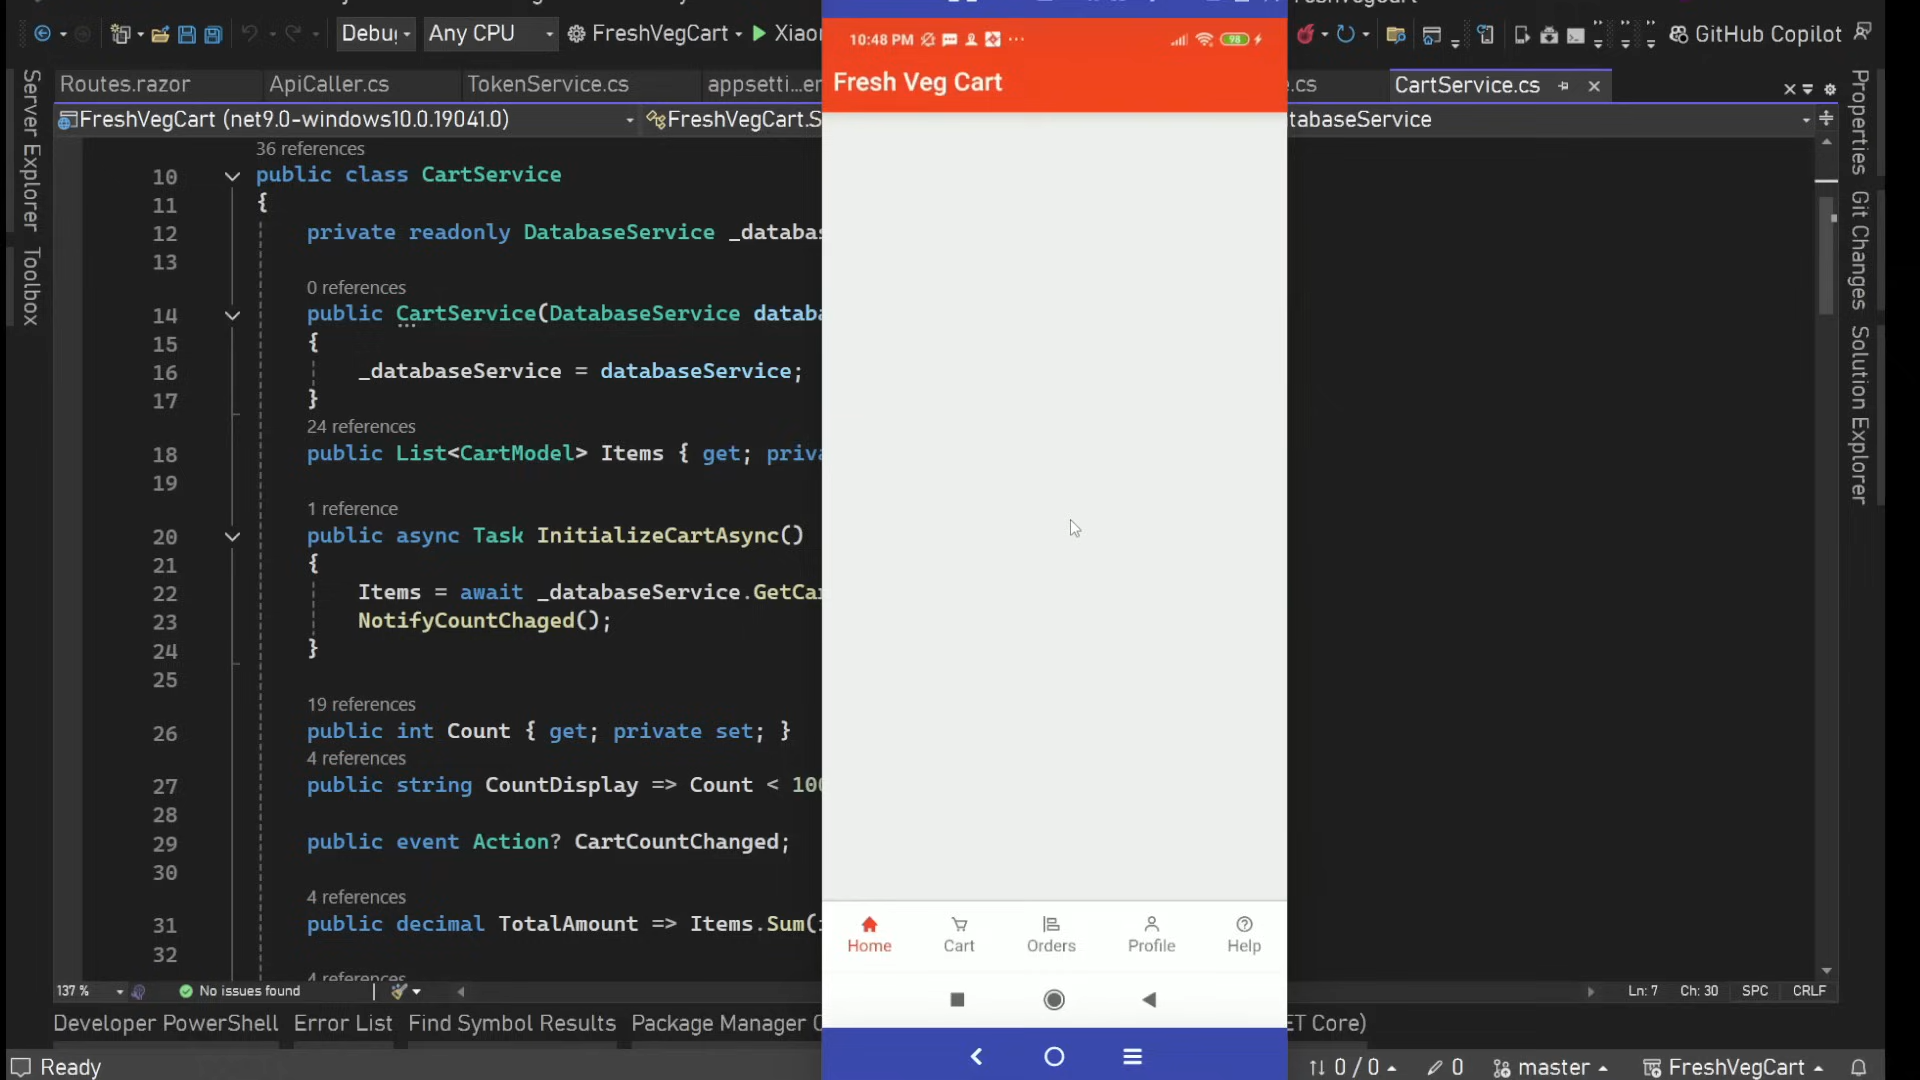 Debug
Any CPU
FreshVegCart
Xiaon
GitHub Copilot
Routes.razor
ApiCaller.cs
TokenService.cs
appsetti...er
.cs
CartService.cs
FreshVegCart (net9.0-windows10.0.19041.0)
FreshVegCart.S
tabaseService
36 references
10 public class CartService
11 {
12 private readonly DatabaseService _databas
13
0 references
14 public CartService(DatabaseService databa
15 {
16 _databaseService = databaseService;
17 }
24 references
18 public List<CartModel> Items { get; priva
19
1 reference
20 public async Task InitializeCartAsync()
21 {
22 Items = await _databaseService.GetCar
23 NotifyCountChaged();
24 }
25
19 references
26 public int Count { get; private set; }
4 references
27 public string CountDisplay => Count < 100
28
29 public event Action? CartCountChanged;
30
4 references
31 public decimal TotalAmount => Items.Sum(
32
4 references
137 %
No issues found
Ln: 7
Ch: 30
SPC
CRLF
Developer PowerShell
Error List
Find Symbol Results
Package Manager C
ET Core)
Ready
0 / 0
0
master
FreshVegCart
Server Explorer
Toolbox
Properties
Git Changes
Solution Explorer
10:48 PM
98
Fresh Veg Cart
Home
Cart
Orders
Profile
Help